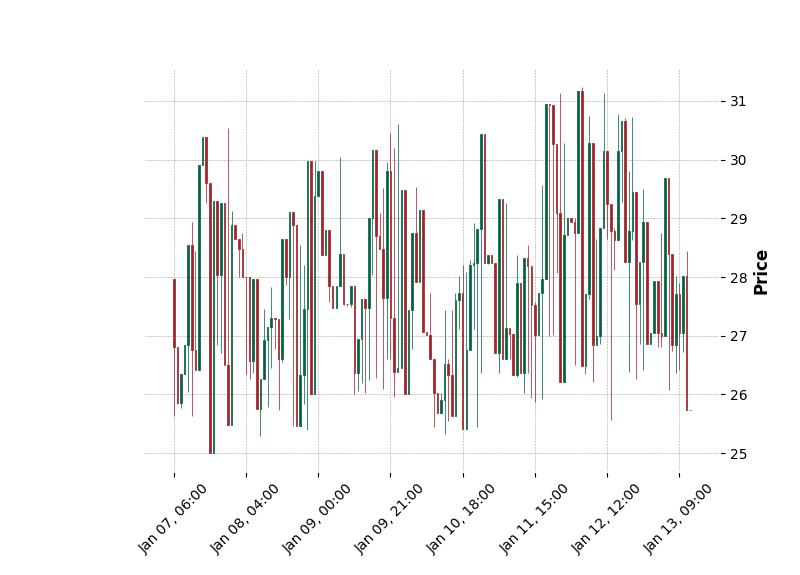 31
30
29
28
27
26
25
Price
Jan 07, 06:00
Jan 08, 04:00
Jan 09, 00:00
Jan 09, 21:00
Jan 10, 18:00
Jan 11, 15:00
Jan 12, 12:00
Jan 13, 09:00